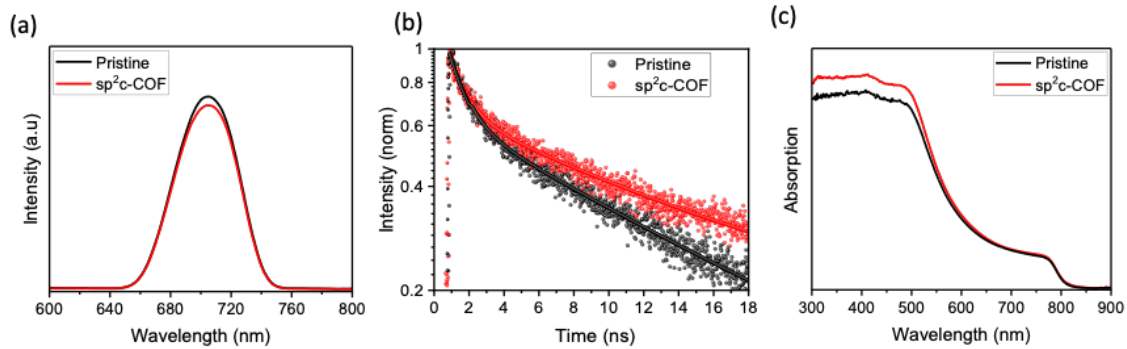 (a)
Pristine
sp²c-COF
Intensity (a.u)
600 640 680 720 760 800
Wavelength (nm)
(b)
Pristine
sp²c-COF
Intensity (norm)
1
0.8
0.6
0.4
0.2
0 2 4 6 8 10 12 14 16 18
Time (ns)
(c)
Pristine
sp²c-COF
Absorption
300 400 500 600 700 800 900
Wavelength (nm)